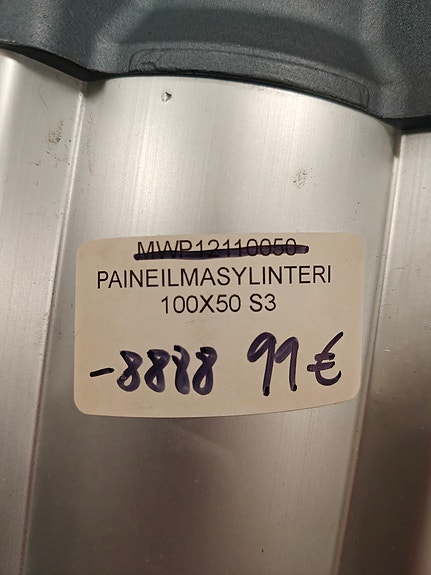 MWP12110050
PAINEILMASYLINTERI
100X50 S3
-8888 99€